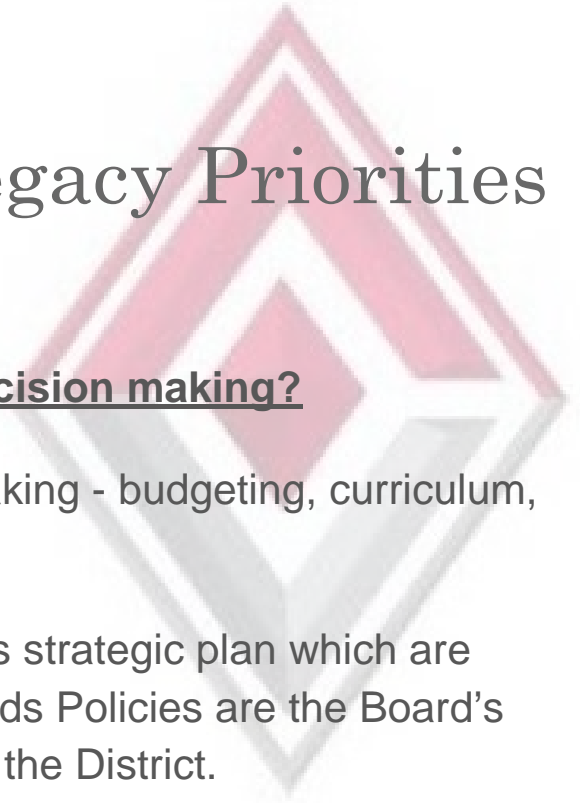 egacy Priorities
cision making?
king - budgeting, curriculum,
s strategic plan which are
ds Policies are the Board's
the District.